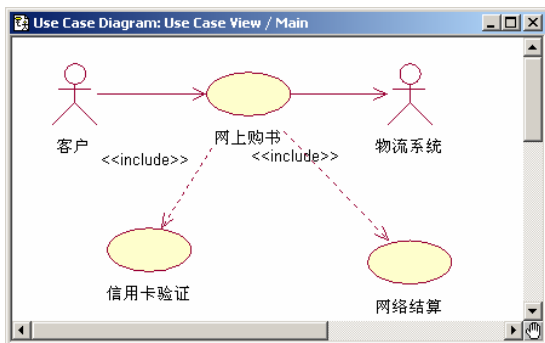 Use Case Diagram: Use Case View / Main
客户
网上购书
物流系统
<<include>>
<<include>>
信用卡验证
网络结算